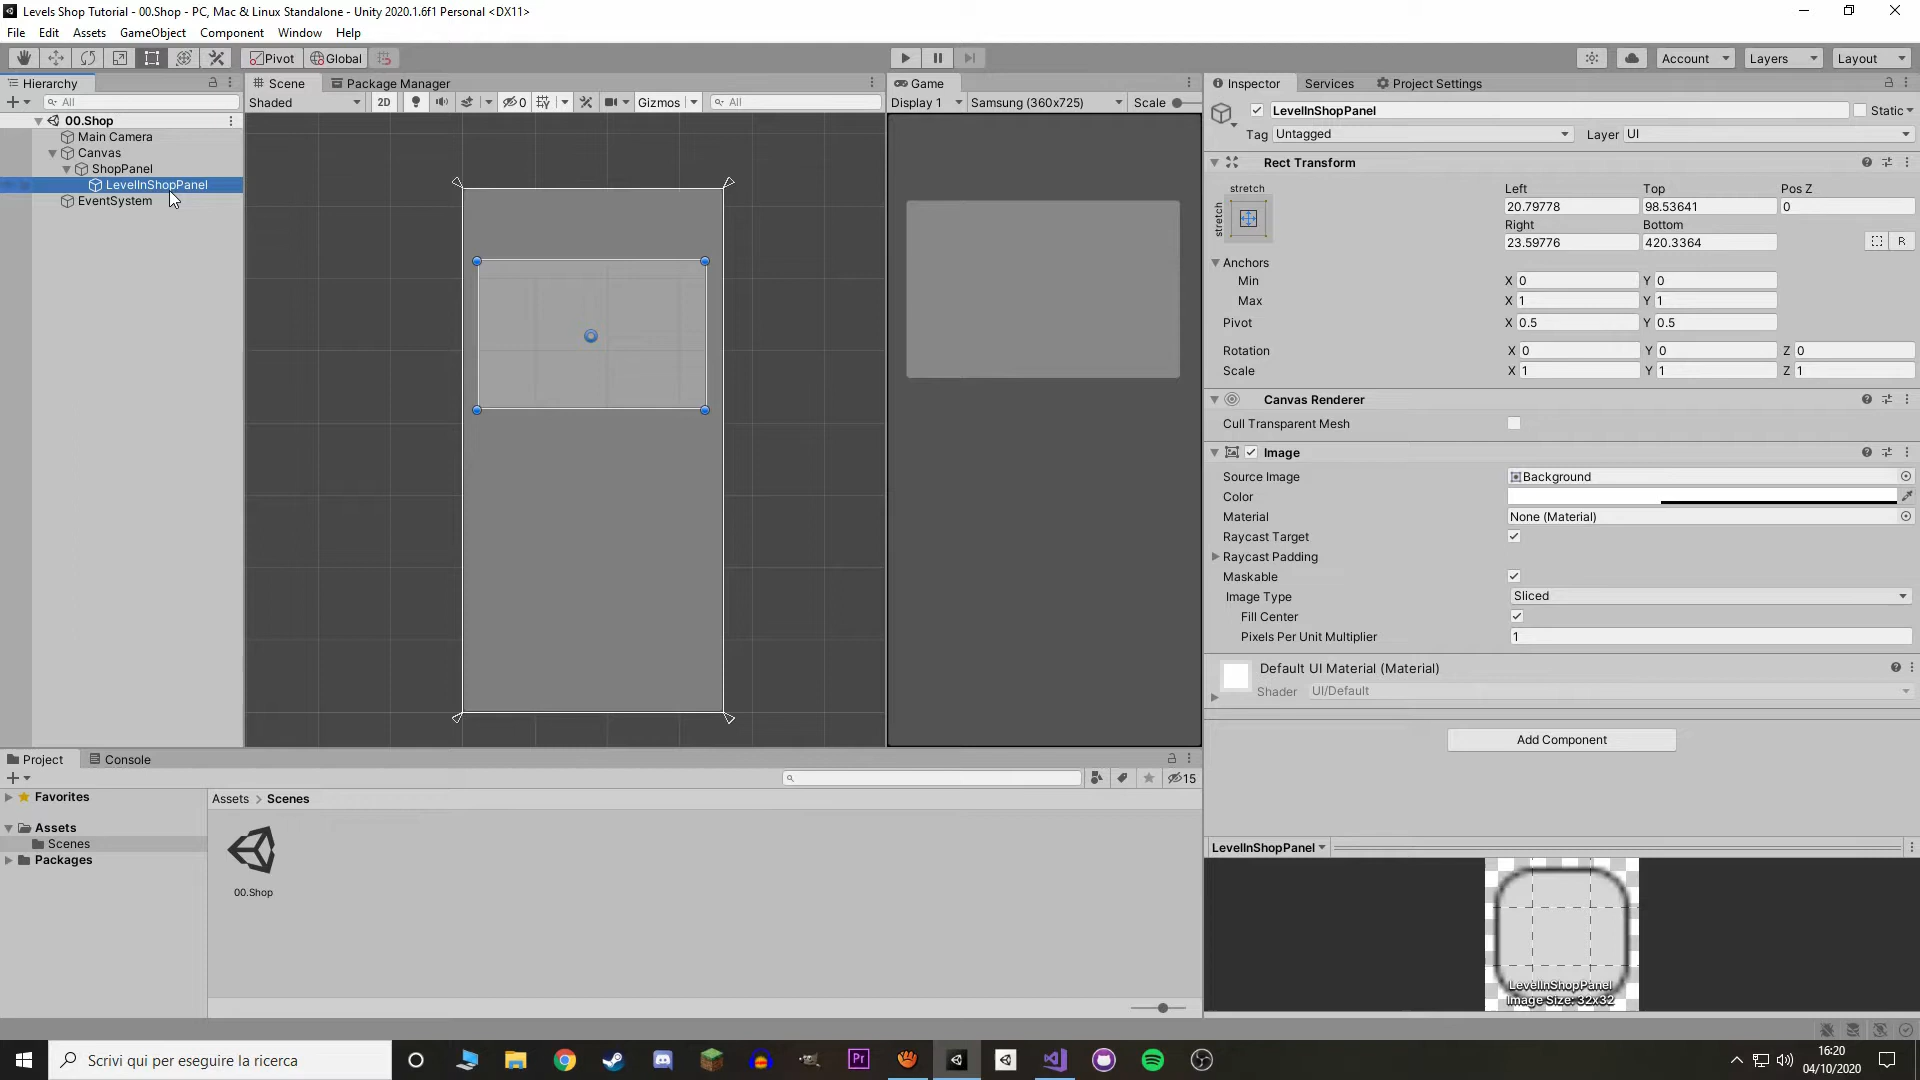 Levels Shop Tutorial - 00.Shop - PC, Mac & Linux Standalone - Unity 2020.1.6f1 Personal <DX11>
File Edit Assets GameObject Component Window Help
Pivot Global Account Layers Layout
Hierarchy
All
00.Shop
Main Camera
Canvas
ShopPanel
LevelInShopPanel
EventSystem
Scene Package Manager
Shaded 2D 0 Gizmos All
Game
Display 1 Samsung (360x725) Scale
Inspector Services Project Settings
LevelInShopPanel Static
Tag Untagged Layer UI
Rect Transform
stretch Left Top Pos Z
stretch 20.79778 98.53641 0
Right Bottom
23.59776 420.3364 R
Anchors
Min X 0 Y 0
Max X 1 Y 1
Pivot X 0.5 Y 0.5
Rotation X 0 Y 0 Z 0
Scale X 1 Y 1 Z 1
Canvas Renderer
Cull Transparent Mesh
Image
Source Image Background
Color
Material None (Material)
Raycast Target
Raycast Padding
Maskable
Image Type Sliced
Fill Center
Pixels Per Unit Multiplier 1
Default UI Material (Material)
Shader UI/Default
Add Component
LevelInShopPanel
LevelInShopPanel
Image Size: 32x32
Project Console
15
Favorites
Assets
Scenes
Packages
Assets > Scenes
00.Shop
Scrivi qui per eseguire la ricerca
Pr
16:20
04/10/2020